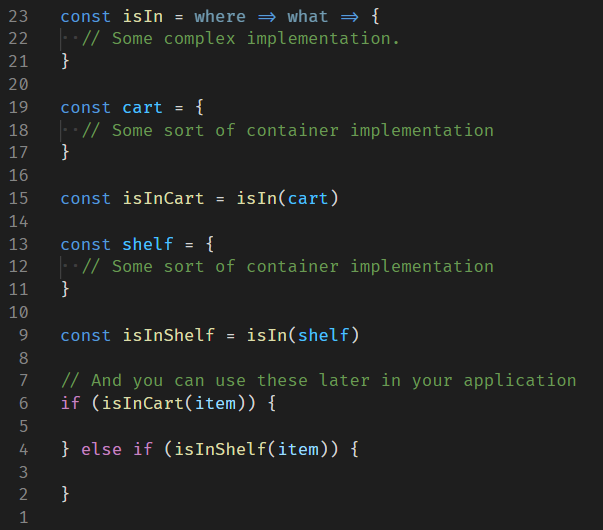 23 const isIn = where => what => {
22 ··// Some complex implementation.
21 }
20
19 const cart = {
18 ··// Some sort of container implementation
17 }
16
15 const isInCart = isIn(cart)
14
13 const shelf = {
12 ··// Some sort of container implementation
11 }
10
9 const isInShelf = isIn(shelf)
8
7 // And you can use these later in your application
6 if (isInCart(item)) {
5
4 } else if (isInShelf(item)) {
3
2 }
1